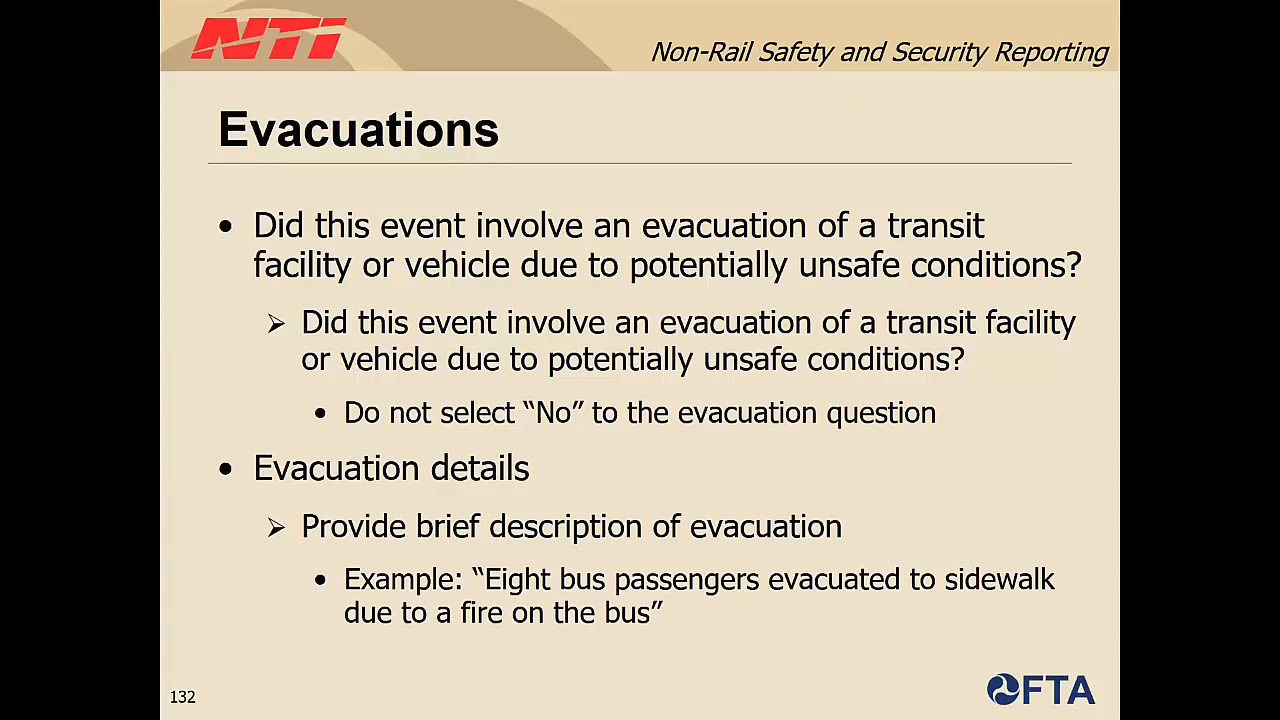 NTI
Non-Rail Safety and Security Reporting
Evacuations
• Did this event involve an evacuation of a transit
facility or vehicle due to potentially unsafe conditions?
➢ Did this event involve an evacuation of a transit facility
or vehicle due to potentially unsafe conditions?
• Do not select “No” to the evacuation question
• Evacuation details
➢ Provide brief description of evacuation
• Example: “Eight bus passengers evacuated to sidewalk
due to a fire on the bus”
132
FTA